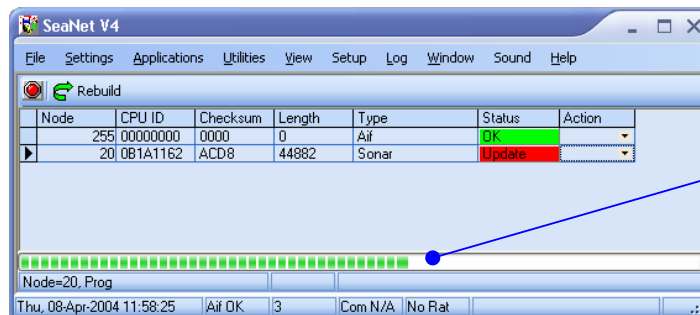 SeaNet V4
File Settings Applications Utilities View Setup Log Window Sound Help
Rebuild
Node CPU ID Checksum Length Type Status Action
255 00000000 0000 0 Aif OK
20 0B1A1162 ACD8 44882 Sonar Update
Node=20, Prog
Thu, 08-Apr-2004 11:58:25 Aif OK 3 Com N/A No Rat